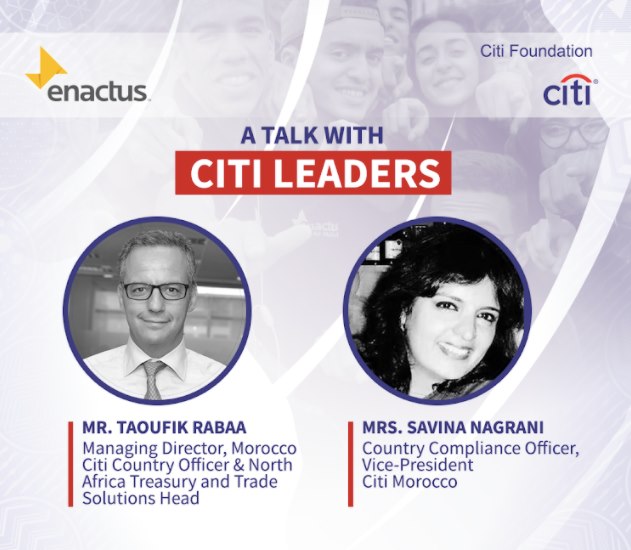 enactus
Citi Foundation
citi®
A TALK WITH
CITI LEADERS
enactus
MR. TAOUFIK RABAA
Managing Director, Morocco
Citi Country Officer & North
Africa Treasury and Trade
Solutions Head
MRS. SAVINA NAGRANI
Country Compliance Officer,
Vice-President
Citi Morocco